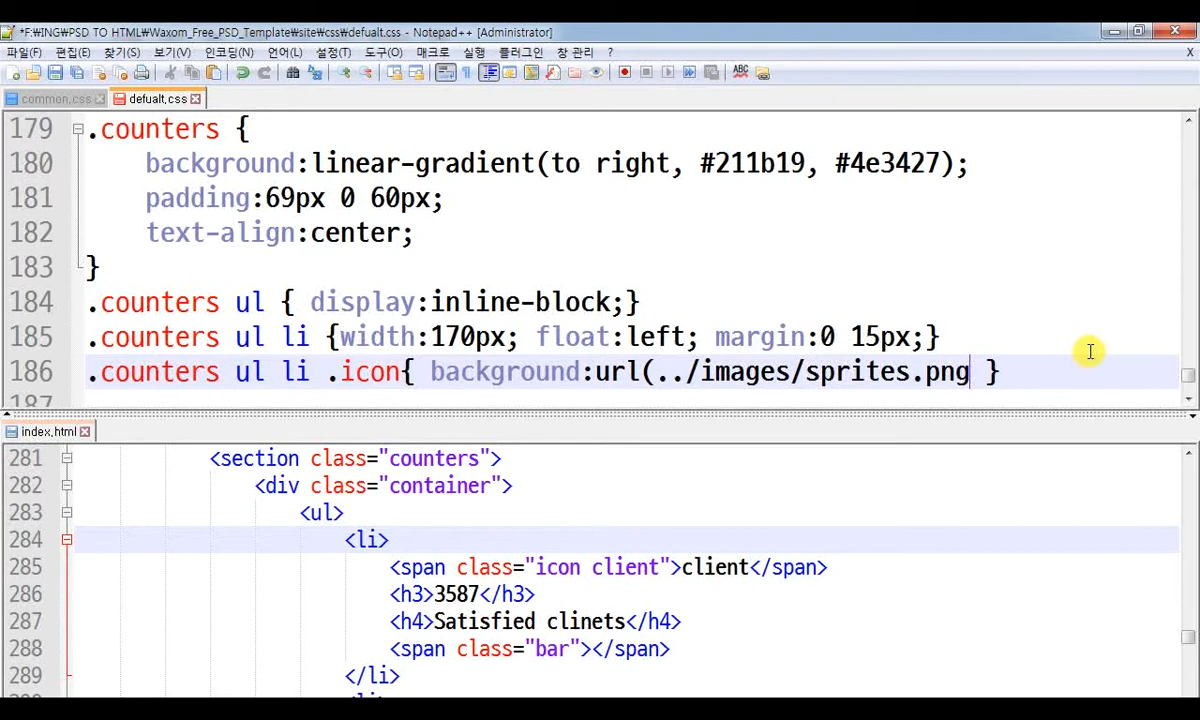 *F:₩ING₩PSD TO HTML₩Waxom_Free_PSD_Template₩site₩css₩defualt.css - Notepad++ [Administrator]
파일(F) 편집(E) 찾기(S) 보기(V) 인코딩(N) 언어(L) 설정(T) 도구(O) 매크로 실행 플러그인 창 관리 ? X
ABC
common.css defualt.css
179 .counters {
180 background:linear-gradient(to right, #211b19, #4e3427);
181 padding:69px 0 60px;
182 text-align:center;
183 }
184 .counters ul { display:inline-block;}
185 .counters ul li {width:170px; float:left; margin:0 15px;}
186 .counters ul li .icon{ background:url(../images/sprites.png }
187
index.html
281 <section class="counters">
282 <div class="container">
283 <ul>
284 <li>
285 <span class="icon client">client</span>
286 <h3>3587</h3>
287 <h4>Satisfied clinets</h4>
288 <span class="bar"></span>
289 </li>